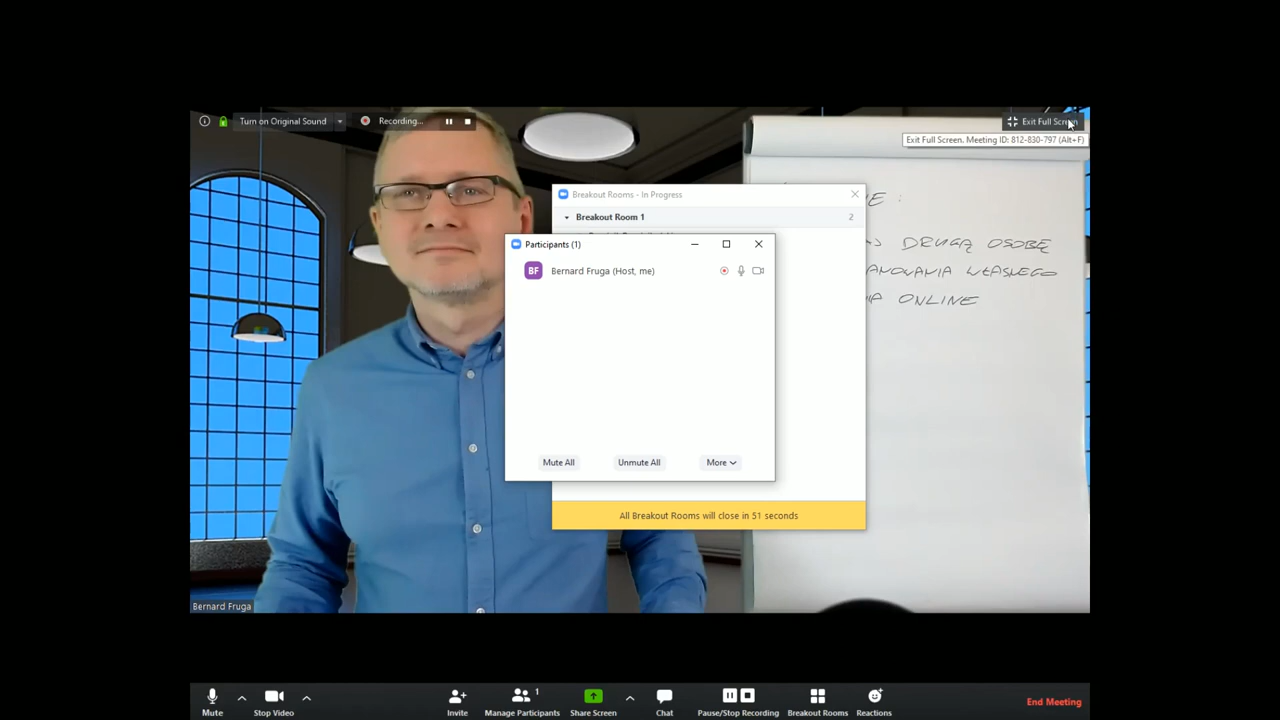 Turn on Original Sound
Recording...
Exit Full Screen
Exit Full Screen, Meeting ID: 812-830-797 (Alt+F)
Breakout Rooms - In Progress
Breakout Room 1
2
DRUGĄ OSOBĘ
WŁASNEGO
ONLINE
Participants (1)
BF
Bernard Fruga (Host, me)
Mute All
Unmute All
More
All Breakout Rooms will close in 51 seconds
Bernard Fruga
Mute
Stop Video
Invite
Manage Participants
1
Share Screen
Chat
Pause/Stop Recording
Breakout Rooms
Reactions
End Meeting